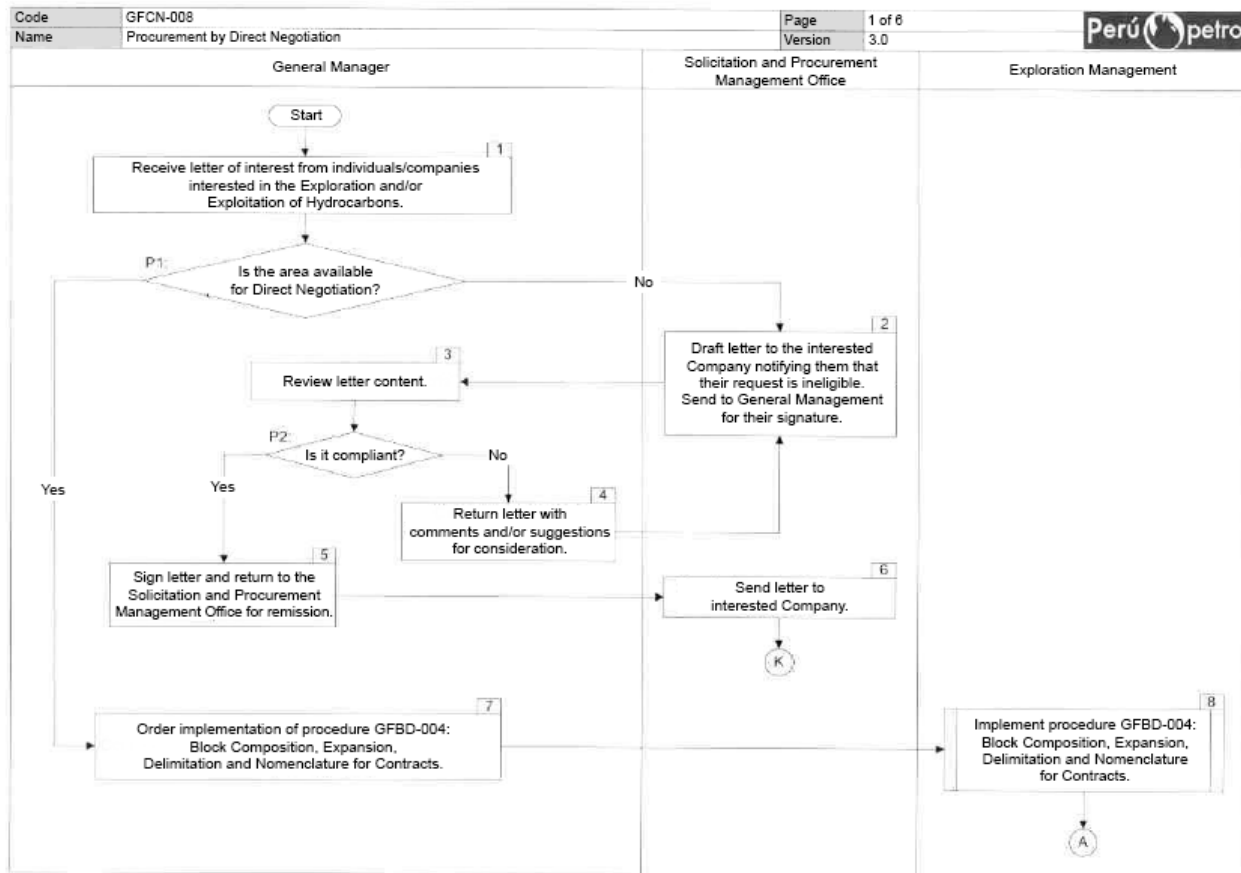 Code GFCN-008 Page 1 of 6
Name Procurement by Direct Negotiation Version 3.0
Perú petro
General Manager
Solicitation and Procurement
Management Office
Exploration Management
Start
1
Receive letter of interest from individuals/companies
interested in the Exploration and/or
Exploitation of Hydrocarbons.
P1:
Is the area available
for Direct Negotiation?
No
2
Draft letter to the interested
Company notifying them that
their request is ineligible.
Send to General Management
for their signature.
3
Review letter content.
P2:
Is it compliant?
No
Yes
Yes
4
Return letter with
comments and/or suggestions
for consideration.
5
Sign letter and return to the
Solicitation and Procurement
Management Office for remission.
6
Send letter to
interested Company.
K
7
Order implementation of procedure GFBD-004:
Block Composition, Expansion,
Delimitation and Nomenclature for Contracts.
8
Implement procedure GFBD-004:
Block Composition, Expansion,
Delimitation and Nomenclature
for Contracts.
A